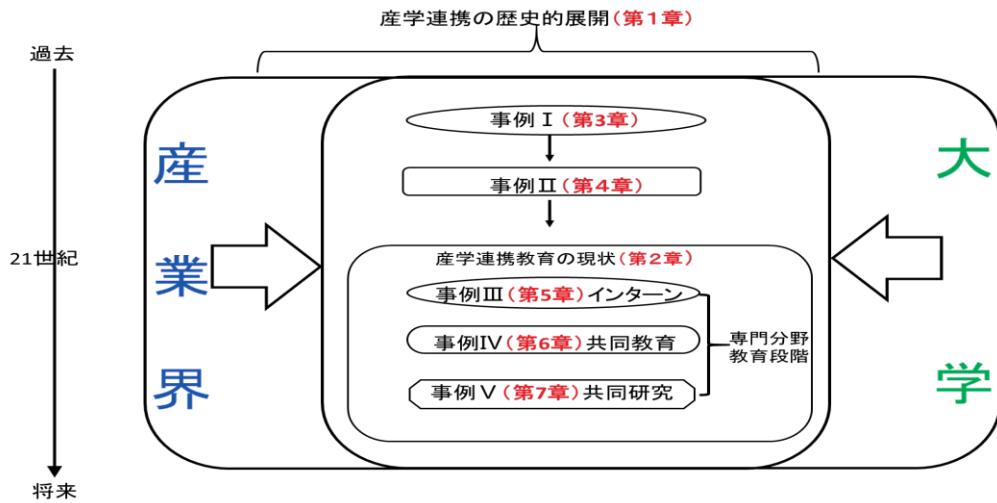 産学連携の歴史的展開(第1章)
過去
21世紀
将来
産
業
界
大
学
事例Ⅰ(第3章)
事例Ⅱ(第4章)
産学連携教育の現状(第2章)
事例Ⅲ(第5章)インターン
事例Ⅳ(第6章)共同教育
事例Ⅴ(第7章)共同研究
専門分野
教育段階